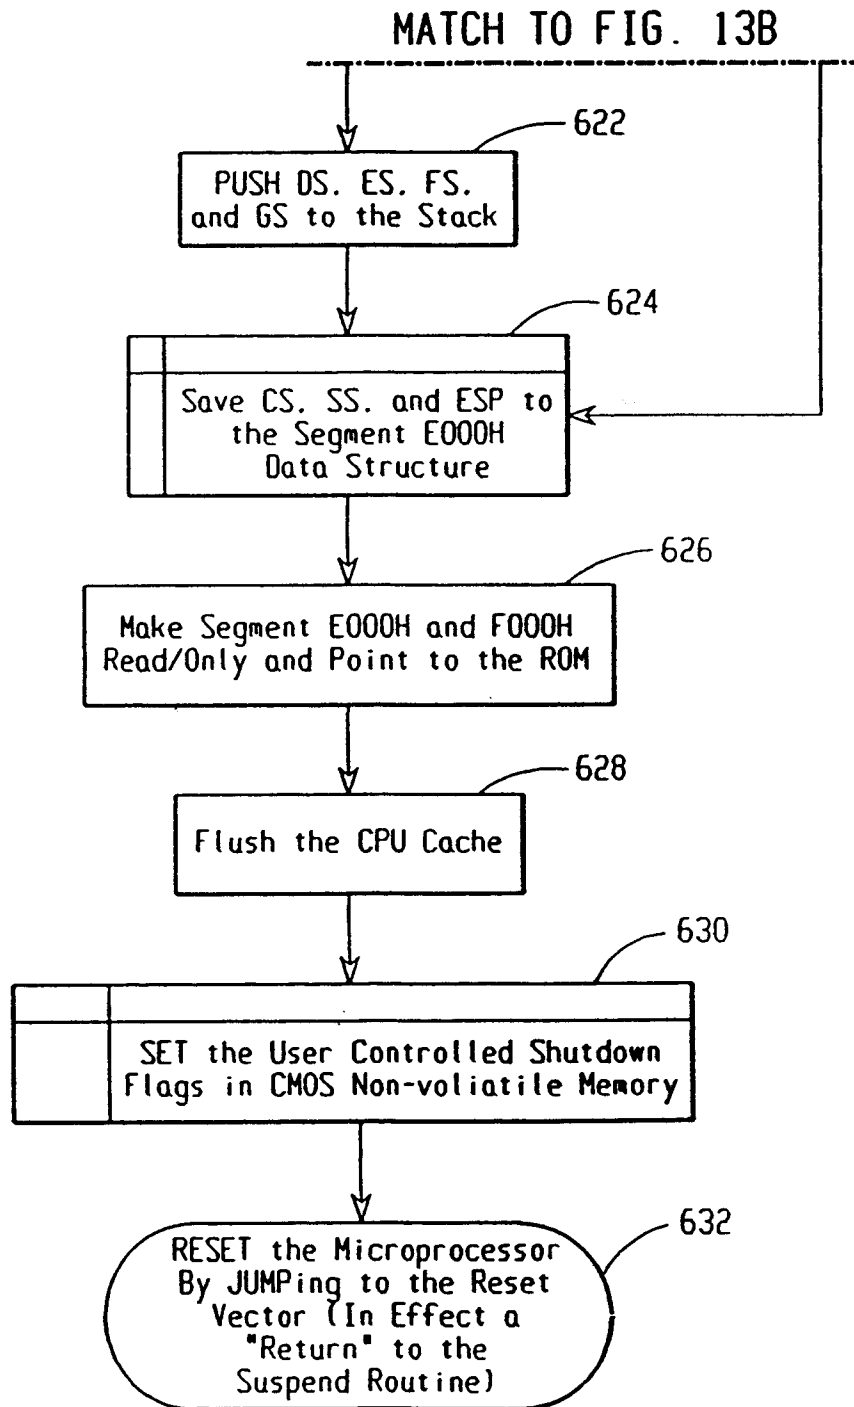 MATCH TO FIG. 13B
622
PUSH DS. ES. FS.
and GS to the Stack
624
Save CS. SS. and ESP to
the Segment E000H
Data Structure
626
Make Segment E000H and F000H
Read/Only and Point to the ROM
628
Flush the CPU Cache
630
SET the User Controlled Shutdown
Flags in CMOS Non-voliatile Memory
632
RESET the Microprocessor
By JUMPing to the Reset
Vector (In Effect a
"Return" to the
Suspend Routine)